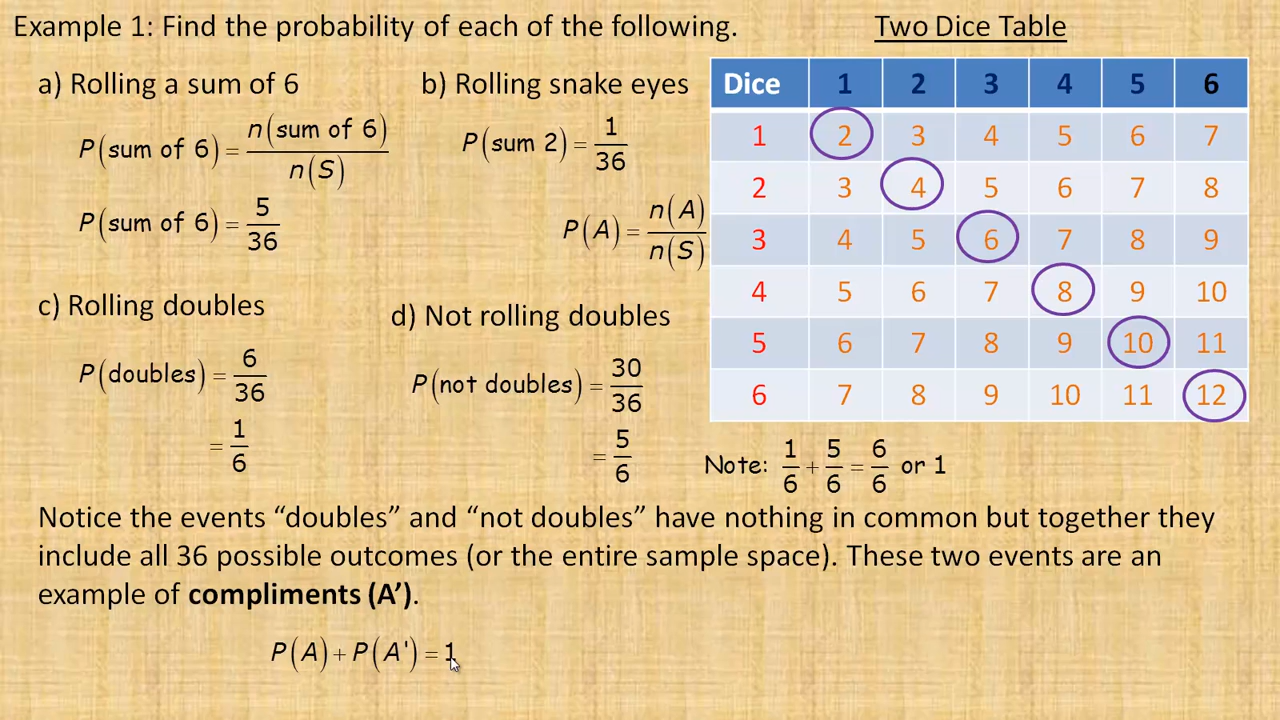 Example 1: Find the probability of each of the following.
Two Dice Table
a) Rolling a sum of 6
P(sum of 6) = n(sum of 6) / n(S)
P(sum of 6) = 5/36
b) Rolling snake eyes
P(sum 2) = 1/36
P(A) = n(A) / n(S)
Dice 1 2 3 4 5 6
1 2 3 4 5 6 7
2 3 4 5 6 7 8
3 4 5 6 7 8 9
4 5 6 7 8 9 10
5 6 7 8 9 10 11
6 7 8 9 10 11 12
c) Rolling doubles
P(doubles) = 6/36
= 1/6
d) Not rolling doubles
P(not doubles) = 30/36
= 5/6
Note: 1/6 + 5/6 = 6/6 or 1
Notice the events “doubles” and “not doubles” have nothing in common but together they
include all 36 possible outcomes (or the entire sample space). These two events are an
example of compliments (A’).
P(A) + P(A') = 1